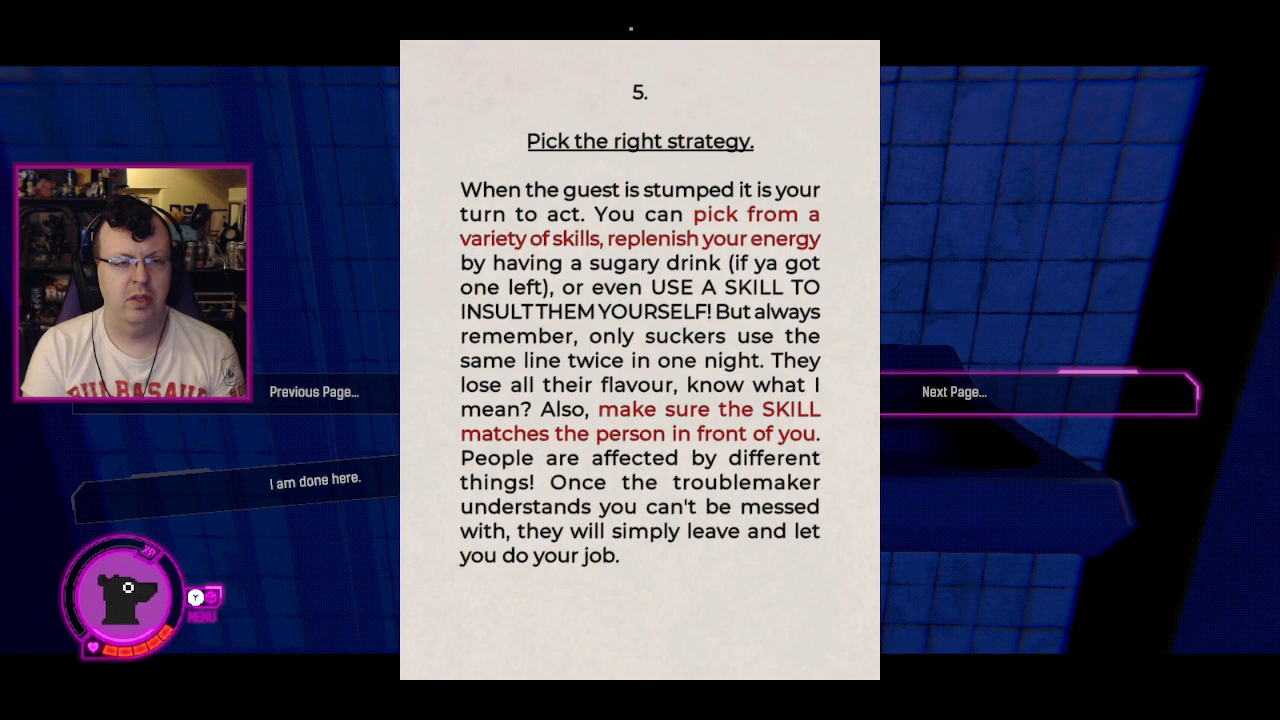 5.
Pick the right strategy.
When the guest is stumped it is your
turn to act. You can pick from a
variety of skills, replenish your energy
by having a sugary drink (if ya got
one left), or even USE A SKILL TO
INSULT THEM YOURSELF! But always
remember, only suckers use the
same line twice in one night. They
lose all their flavour, know what I
mean? Also, make sure the SKILL
matches the person in front of you.
People are affected by different
things! Once the troublemaker
understands you can't be messed
with, they will simply leave and let
you do your job.
Previous Page...
Next Page...
I am done here.
XP
Y
MENU